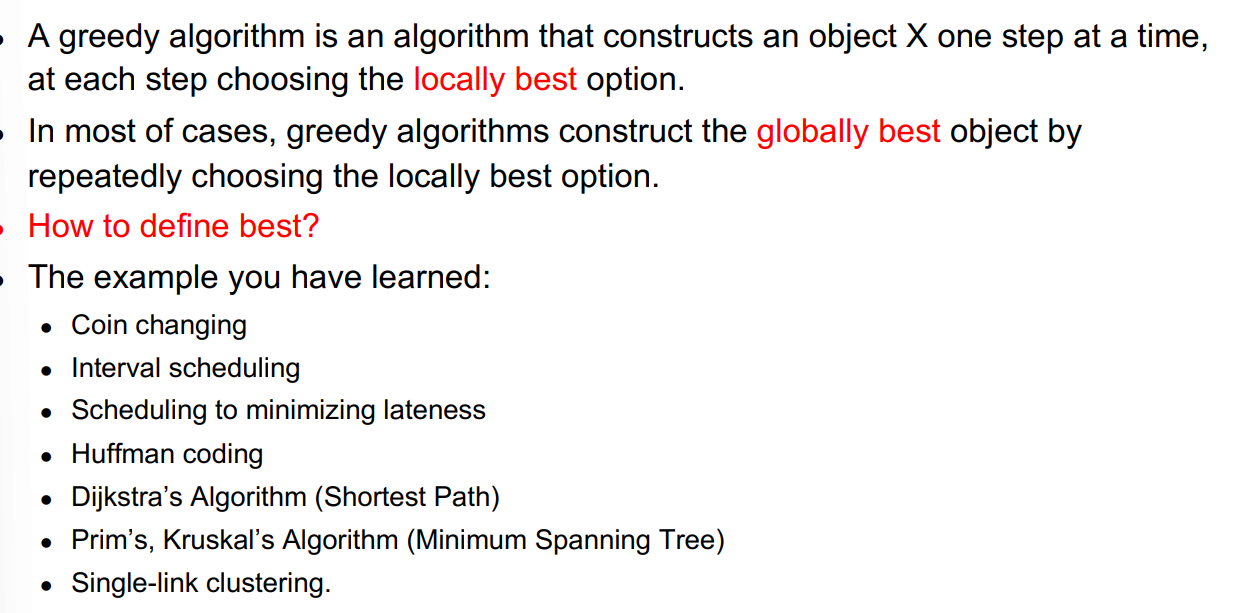 A greedy algorithm is an algorithm that constructs an object X one step at a time,
at each step choosing the locally best option.
In most of cases, greedy algorithms construct the globally best object by
repeatedly choosing the locally best option.
How to define best?
The example you have learned:
• Coin changing
• Interval scheduling
• Scheduling to minimizing lateness
• Huffman coding
• Dijkstra's Algorithm (Shortest Path)
• Prim's, Kruskal's Algorithm (Minimum Spanning Tree)
• Single-link clustering.